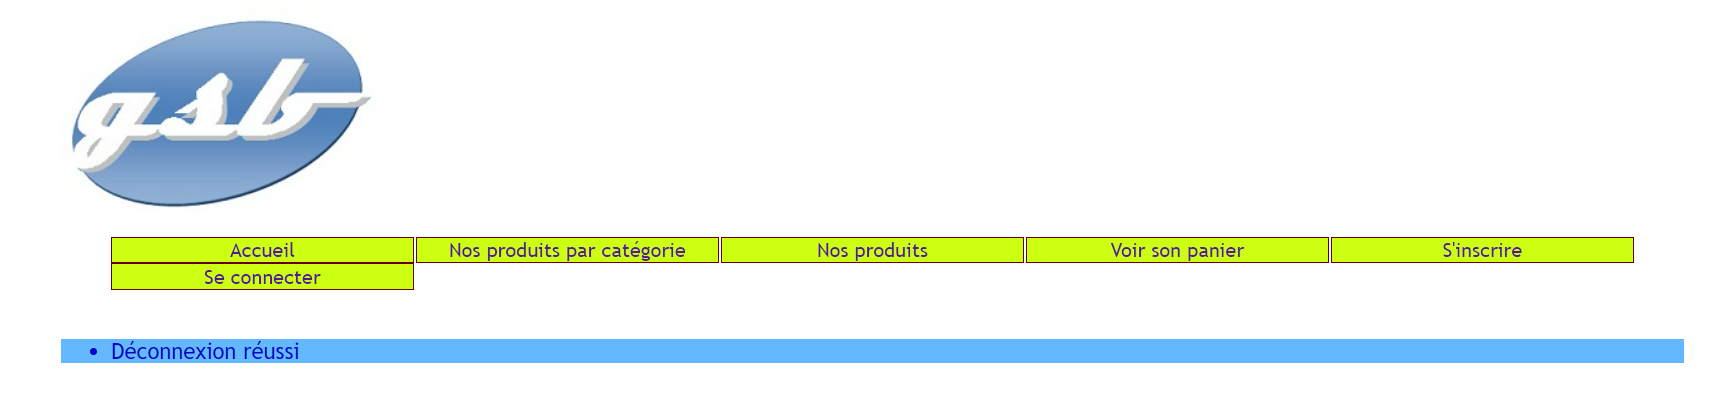 gsb
Accueil Nos produits par catégorie Nos produits Voir son panier S'inscrire
Se connecter
• Déconnexion réussi